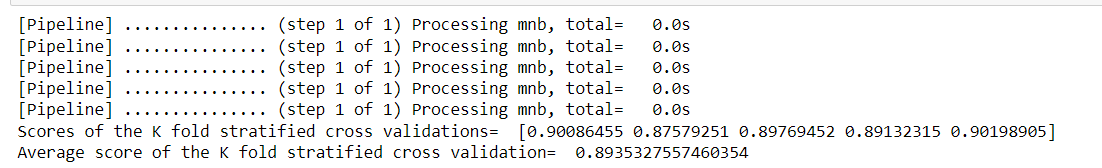 [Pipeline] ............... (step 1 of 1) Processing mnb, total=   0.0s
[Pipeline] ............... (step 1 of 1) Processing mnb, total=   0.0s
[Pipeline] ............... (step 1 of 1) Processing mnb, total=   0.0s
[Pipeline] ............... (step 1 of 1) Processing mnb, total=   0.0s
[Pipeline] ............... (step 1 of 1) Processing mnb, total=   0.0s
Scores of the K fold stratified cross validations=  [0.90086455 0.87579251 0.89769452 0.89132315 0.90198905]
Average score of the K fold stratified cross validation=  0.8935327557460354